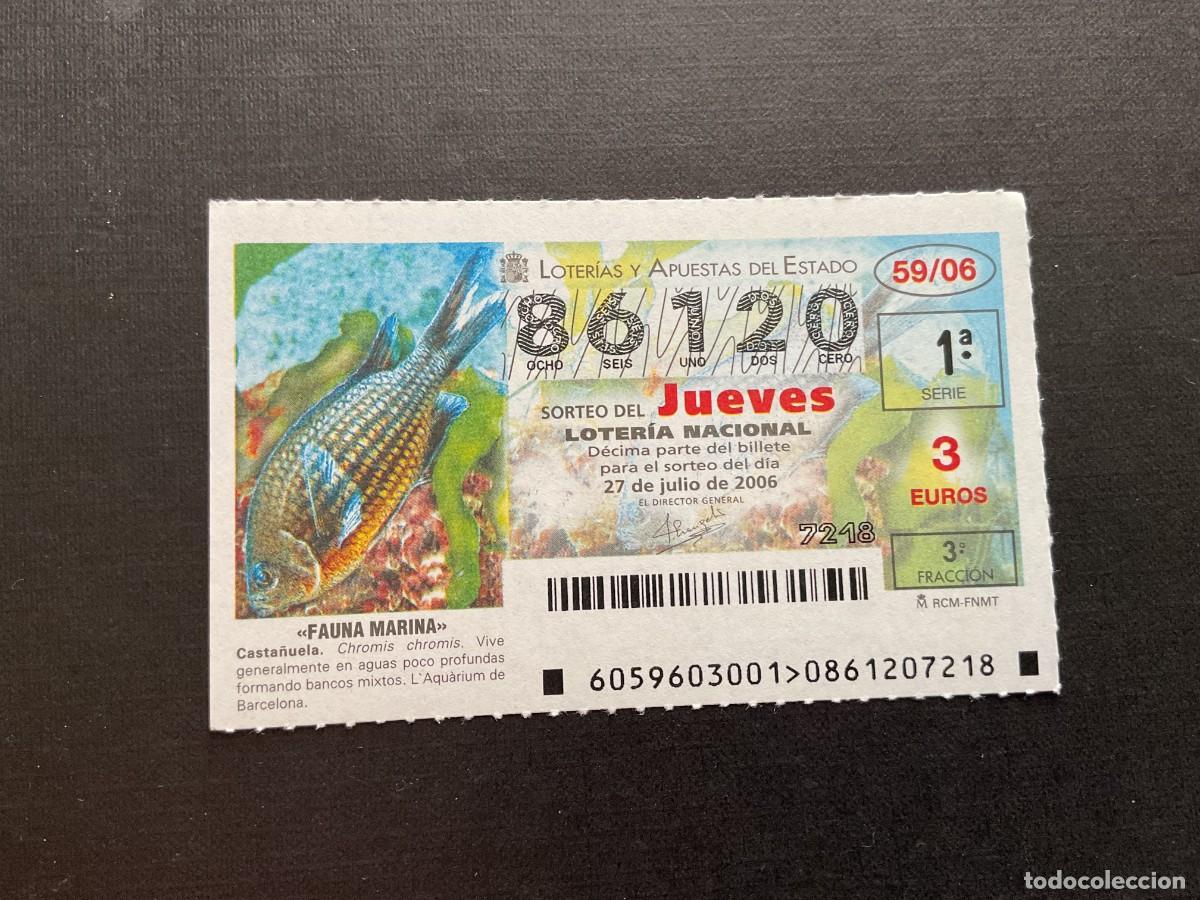 LOTERÍAS Y APUESTAS DEL ESTADO
59/06
86120
OCHO SEIS UNO DOS CERO
1ª
SERIE
SORTEO DEL Jueves
LOTERÍA NACIONAL
Décima parte del billete
para el sorteo del día
27 de julio de 2006
EL DIRECTOR GENERAL
3
EUROS
7218
3ª
FRACCIÓN
RCM-FNMT
«FAUNA MARINA»
Castañuela. Chromis chromis. Vive
generalmente en aguas poco profundas
formando bancos mixtos. L`Aquàrium de
Barcelona.
6059603001>0861207218
todocoleccion